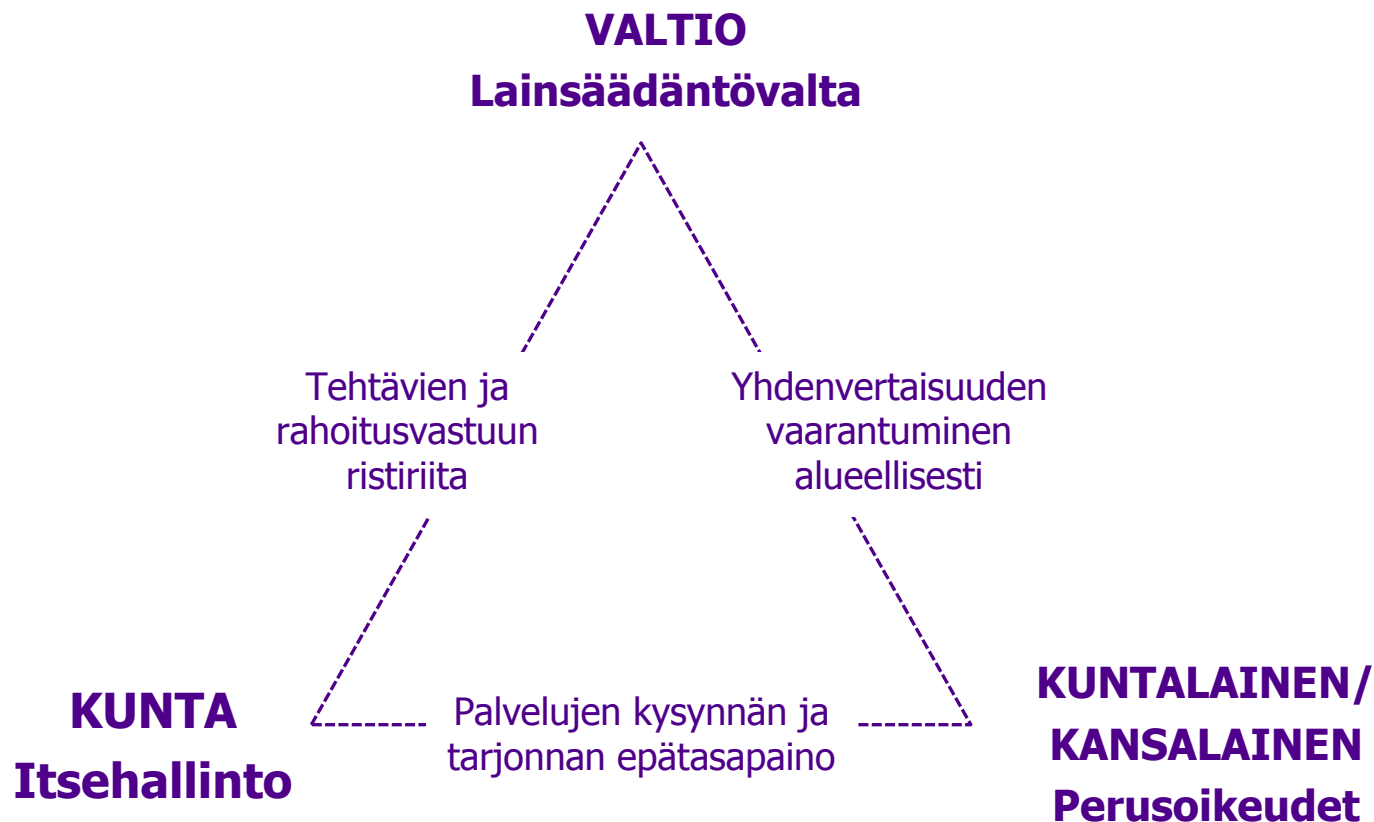 VALTIO
Lainsäädäntövalta
Tehtävien ja
rahoitusvastuun
ristiriita
Yhdenvertaisuuden
vaarantuminen
alueellisesti
KUNTA
Itsehallinto
Palvelujen kysynnän ja
tarjonnan epätasapaino
KUNTALAINEN/
KANSALAINEN
Perusoikeudet